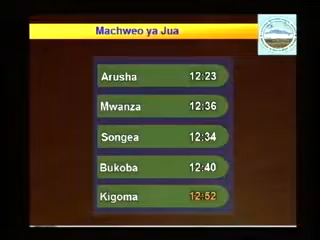 Machweo ya Jua
Arusha 12:23
Mwanza 12:36
Songea 12:34
Bukoba 12:40
Kigoma 12:52